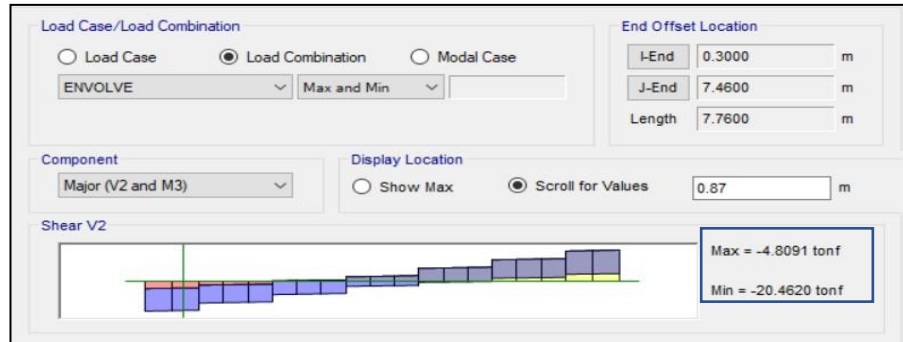 Load Case/Load Combination
Load Case Load Combination Modal Case
ENVOLVE Max and Min
End Offset Location
I-End 0.3000 m
J-End 7.4600 m
Length 7.7600 m
Component
Major (V2 and M3)
Display Location
Show Max Scroll for Values 0.87 m
Shear V2
Max = -4.8091 tonf
Min = -20.4620 tonf